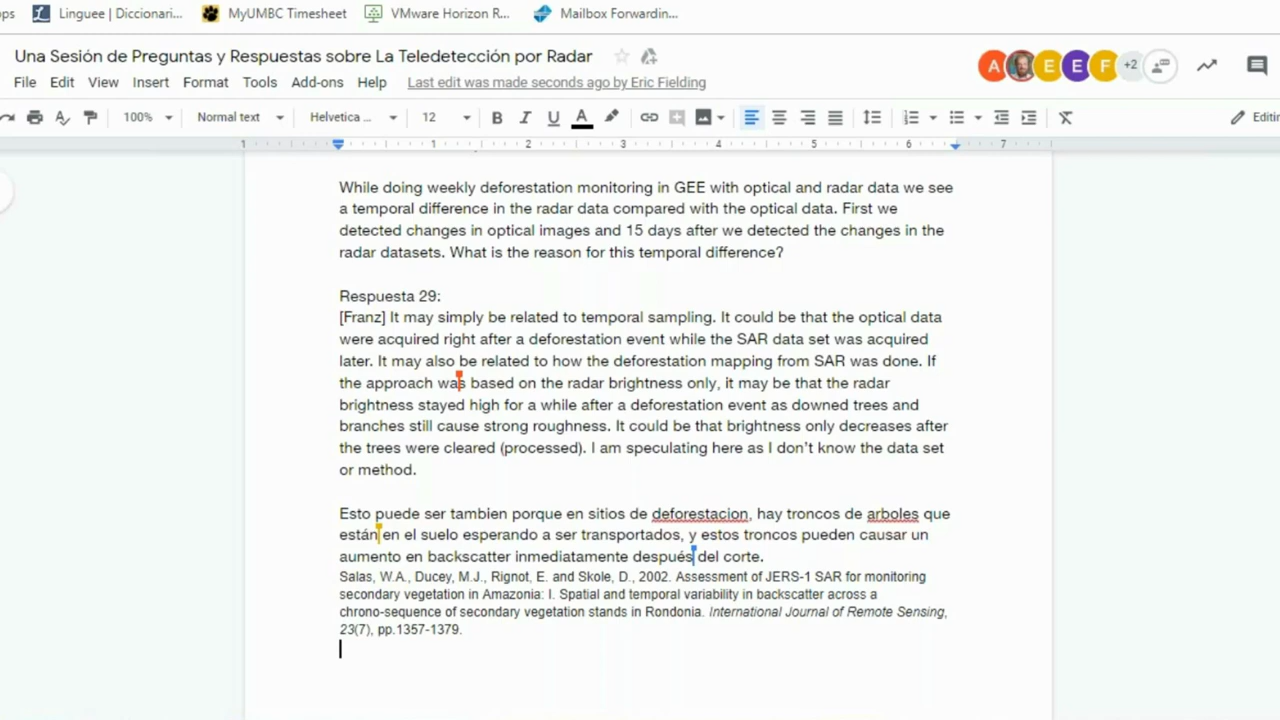 Linguee | Diccionari...
MyUMBC Timesheet
VMware Horizon R...
Mailbox Forwardin...
Una Sesión de Preguntas y Respuestas sobre La Teledetección por Radar
A E E F +2
File Edit View Insert Format Tools Add-ons Help Last edit was made seconds ago by Eric Fielding
100% Normal text Helvetica ... 12 B I U A
1 1 2 3 4 5 6 7
While doing weekly deforestation monitoring in GEE with optical and radar data we see
a temporal difference in the radar data compared with the optical data. First we
detected changes in optical images and 15 days after we detected the changes in the
radar datasets. What is the reason for this temporal difference?
Respuesta 29:
[Franz] It may simply be related to temporal sampling. It could be that the optical data
were acquired right after a deforestation event while the SAR data set was acquired
later. It may also be related to how the deforestation mapping from SAR was done. If
the approach was based on the radar brightness only, it may be that the radar
brightness stayed high for a while after a deforestation event as downed trees and
branches still cause strong roughness. It could be that brightness only decreases after
the trees were cleared (processed). I am speculating here as I don't know the data set
or method.
Esto puede ser tambien porque en sitios de deforestacion, hay troncos de arboles que
están en el suelo esperando a ser transportados, y estos troncos pueden causar un
aumento en backscatter inmediatamente después del corte.
Salas, W.A., Ducey, M.J., Rignot, E. and Skole, D., 2002. Assessment of JERS-1 SAR for monitoring
secondary vegetation in Amazonia: I. Spatial and temporal variability in backscatter across a
chrono-sequence of secondary vegetation stands in Rondonia. International Journal of Remote Sensing,
23(7), pp.1357-1379.